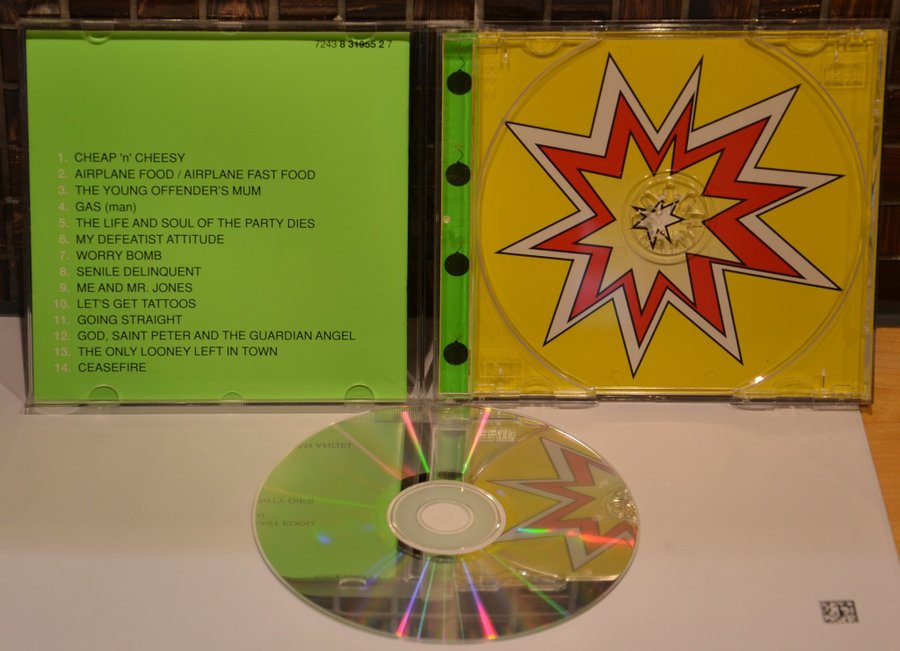 7243 8 31955 2 7
1. CHEAP 'n' CHEESY
2. AIRPLANE FOOD / AIRPLANE FAST FOOD
3. THE YOUNG OFFENDER'S MUM
4. GAS (man)
5. THE LIFE AND SOUL OF THE PARTY DIES
6. MY DEFEATIST ATTITUDE
7. WORRY BOMB
8. SENILE DELINQUENT
9. ME AND MR. JONES
10. LET'S GET TATTOOS
11. GOING STRAIGHT
12. GOD, SAINT PETER AND THE GUARDIAN ANGEL
13. THE ONLY LOONEY LEFT IN TOWN
14. CEASEFIRE